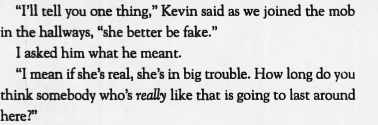 “I’ll tell you one thing,” Kevin said as we joined the mob
in the hallways, “she better be fake.”
I asked him what he meant.
“I mean if she’s real, she’s in big trouble. How long do you
think somebody who’s really like that is going to last around
here?”